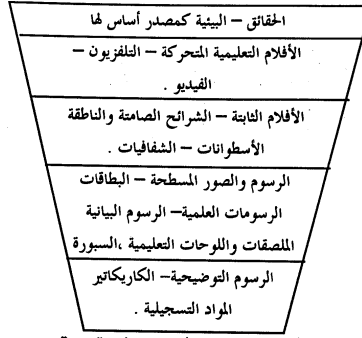 الحقائق – البيئية كمصدر أساس لها
الأفلام التعليمية المتحركة – التلفزيون –
الفيديو .
الأفلام الثابتة – الشرائح الصامتة والناطقة
الأسطوانات – الشفافيات .
الرسوم والصور المسطحة – البطاقات
الرسومات العلمية– الرسوم البيانية
الملصقات واللوحات التعليمية ،السبورة
الرسوم التوضيحية– الكاريكاتير
المواد التسجيلية .